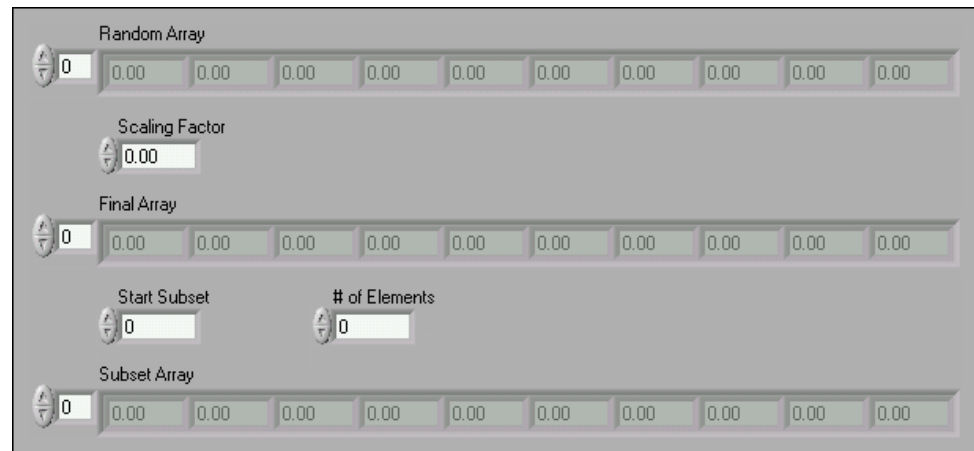 Random Array
0 0.00 0.00 0.00 0.00 0.00 0.00 0.00 0.00 0.00 0.00
Scaling Factor
0.00
Final Array
0 0.00 0.00 0.00 0.00 0.00 0.00 0.00 0.00 0.00 0.00
Start Subset # of Elements
0 0
Subset Array
0 0.00 0.00 0.00 0.00 0.00 0.00 0.00 0.00 0.00 0.00